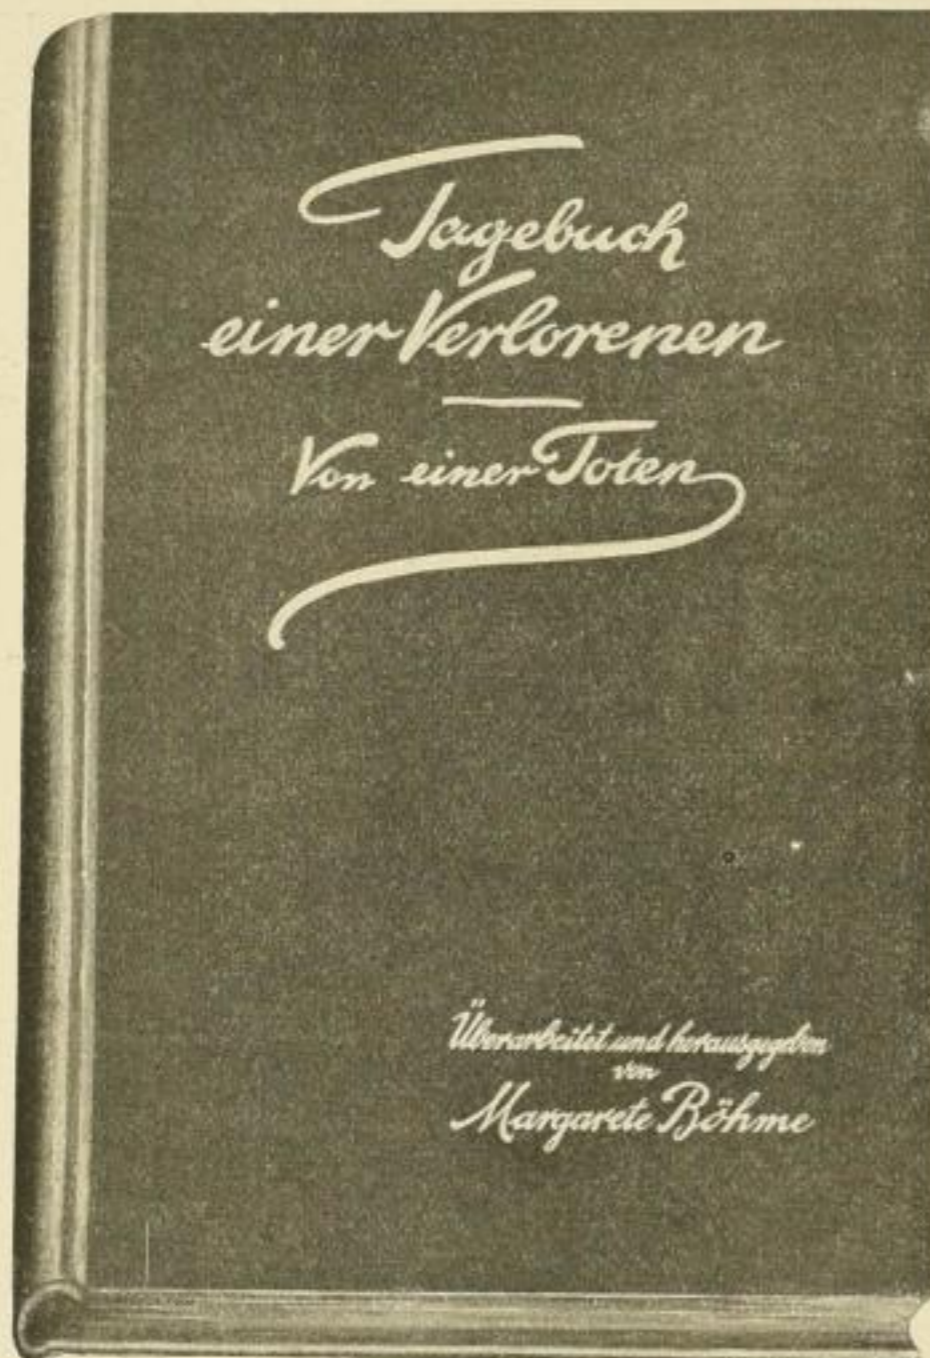 Tagebuch
einer Verlorenen
Von einer Toten
Überarbeitet und herausgegeben
von
Margarete Böhme